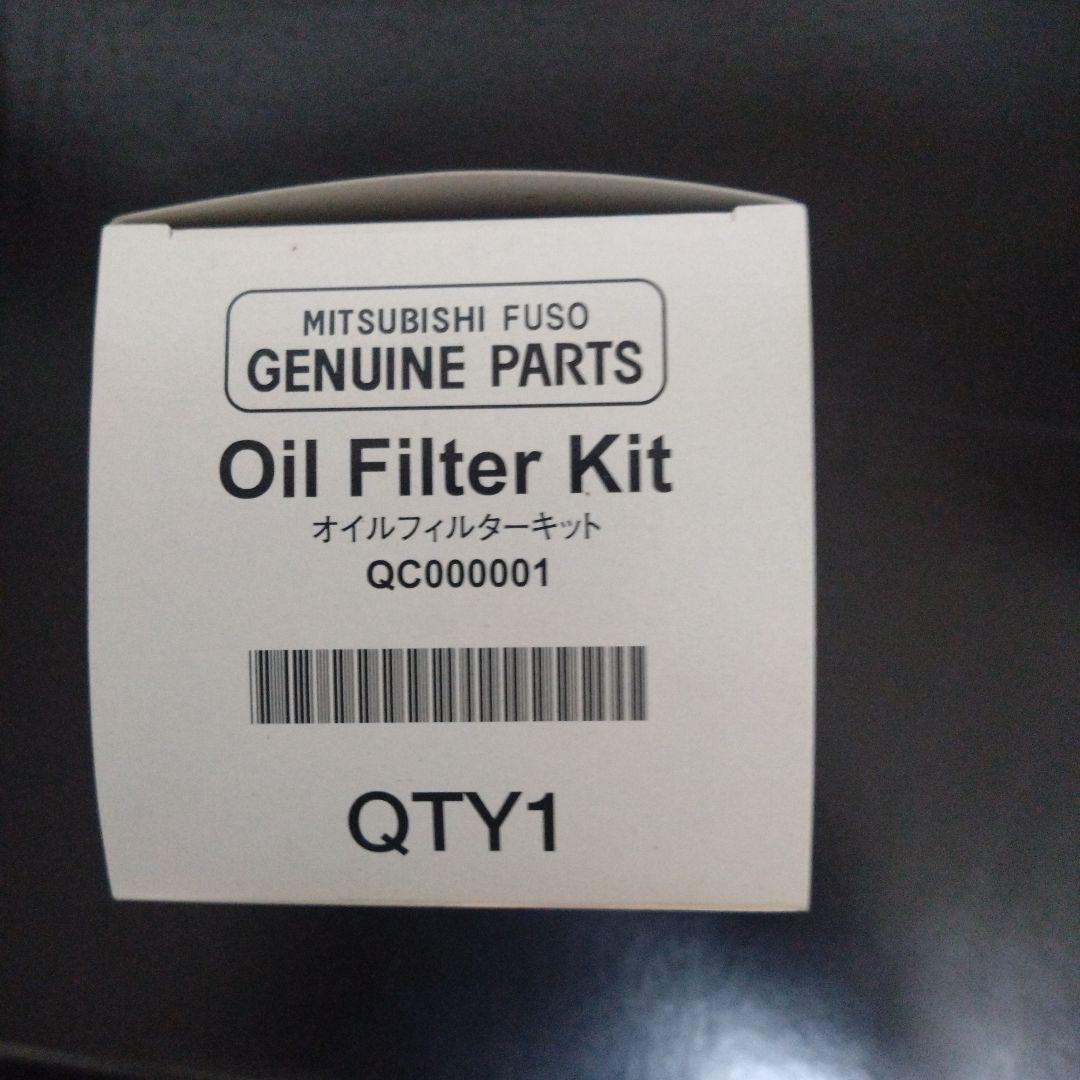 MITSUBISHI FUSO
GENUINE PARTS
Oil Filter Kit
オイルフィルターキット
QC000001
QTY1